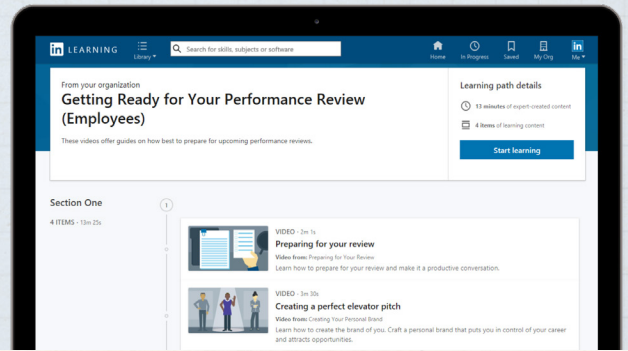 in LEARNING
Library
Search for skills, subjects or software
Home
In Progress
Saved
My Org
in
Me
From your organization
Getting Ready for Your Performance Review
(Employees)
These videos offer guides on how best to prepare for upcoming performance reviews.
Learning path details
13 minutes of expert-created content
4 items of learning content
Start learning
Section One
4 ITEMS · 13m 25s
1
VIDEO · 2m 1s
Preparing for your review
Video from: Preparing for Your Review
Learn how to prepare for your review and make it a productive conversation.
VIDEO · 3m 30s
Creating a perfect elevator pitch
Video from: Creating Your Personal Brand
Learn how to create the brand of you. Craft a personal brand that puts you in control of your career
and attracts opportunities.